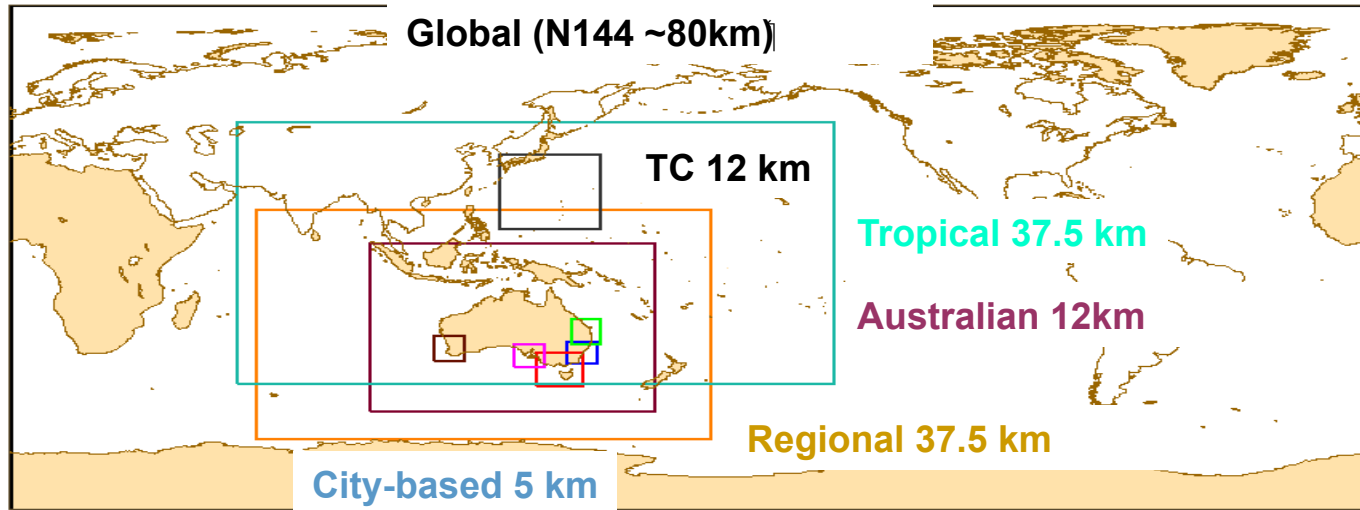 Global (N144 ~80km)
TC 12 km
Tropical 37.5 km
Australian 12km
Regional 37.5 km
City-based 5 km